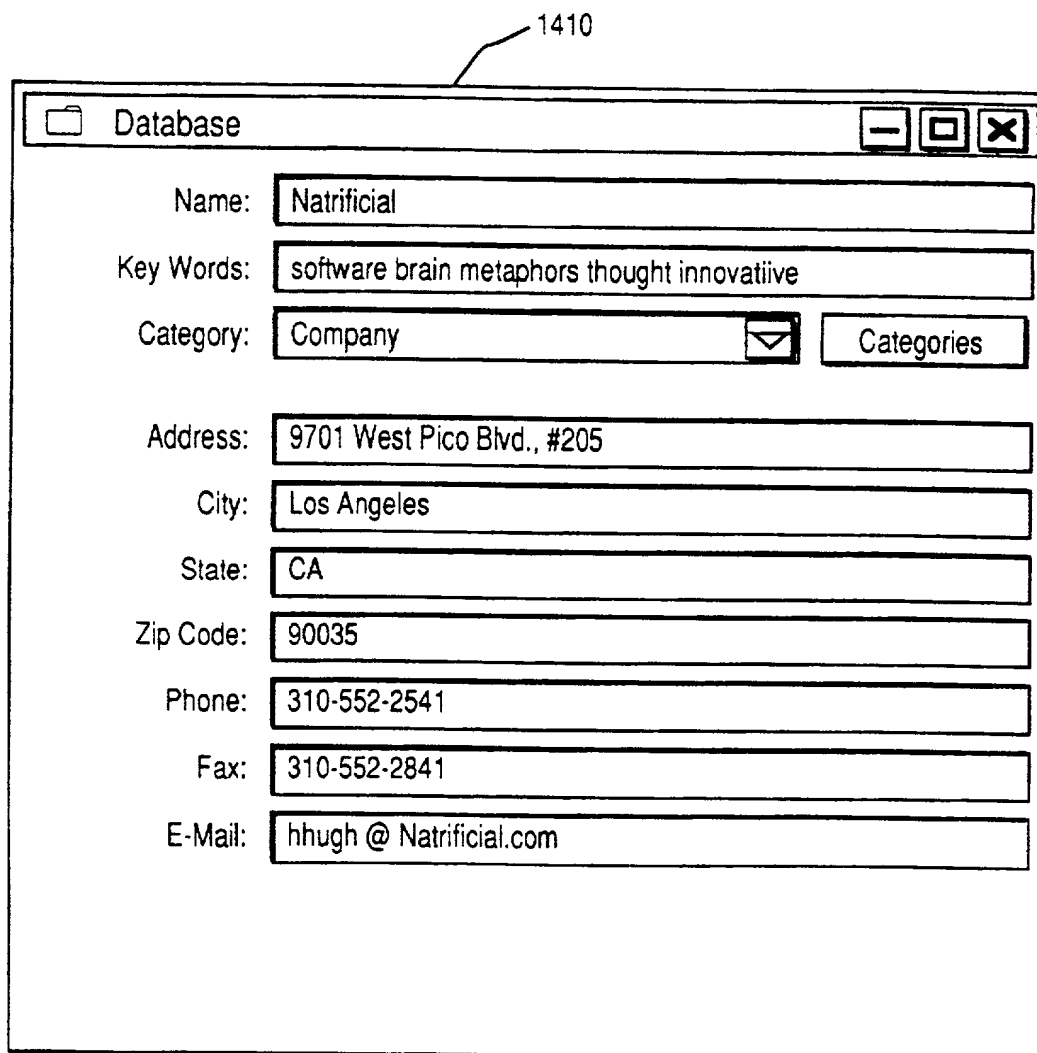 1410
Database
Name: Natrificial
Key Words: software brain metaphors thought innovatiive
Category: Company Categories
Address: 9701 West Pico Blvd., #205
City: Los Angeles
State: CA
Zip Code: 90035
Phone: 310-552-2541
Fax: 310-552-2841
E-Mail: hhugh @ Natrificial.com